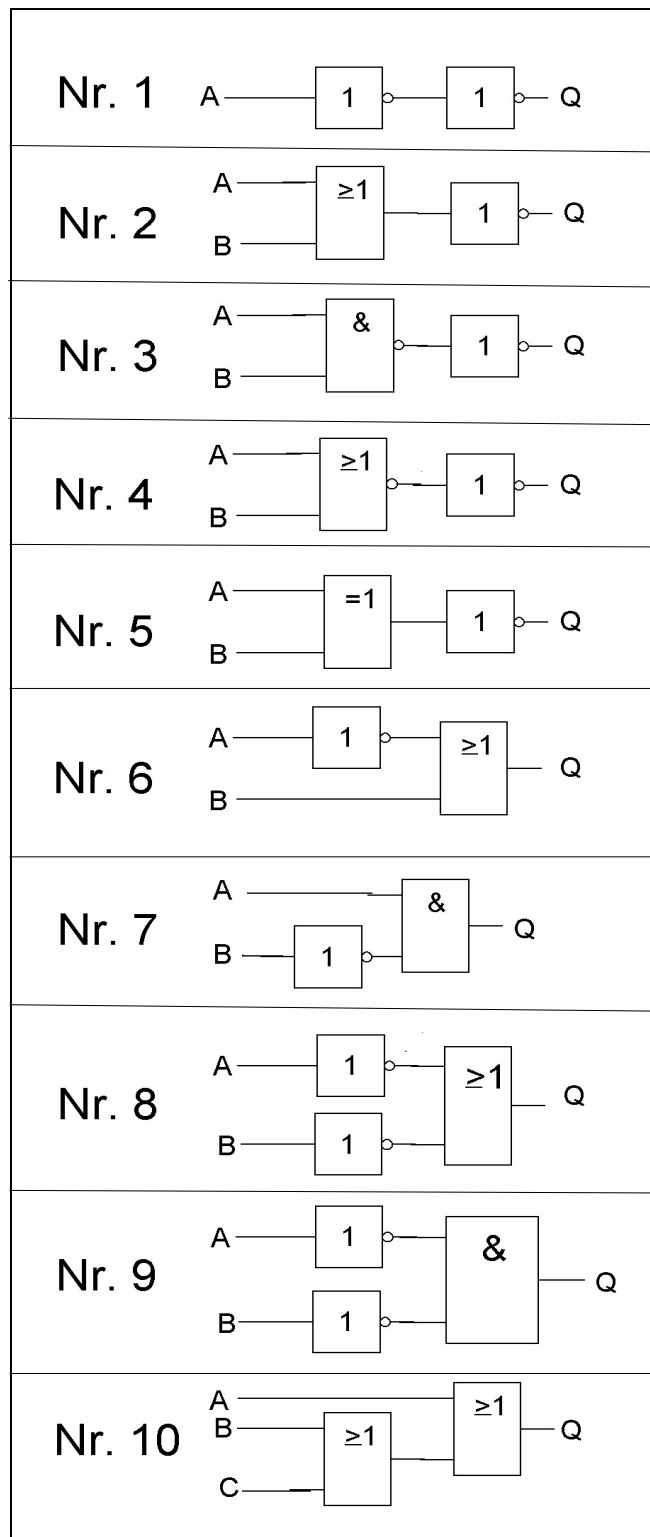 Nr. 1 A 1 1 Q
A ≥1
Nr. 2 1 Q
B
A &
Nr. 3 1 Q
B
A ≥1
Nr. 4 1 Q
B
A =1
Nr. 5 1 Q
B
A 1 ≥1
Nr. 6 Q
B
A &
Nr. 7 B 1 Q
A 1 ≥1
Nr. 8 Q
B 1
A 1 &
Nr. 9 Q
B 1
A ≥1
Nr. 10 B ≥1 Q
C